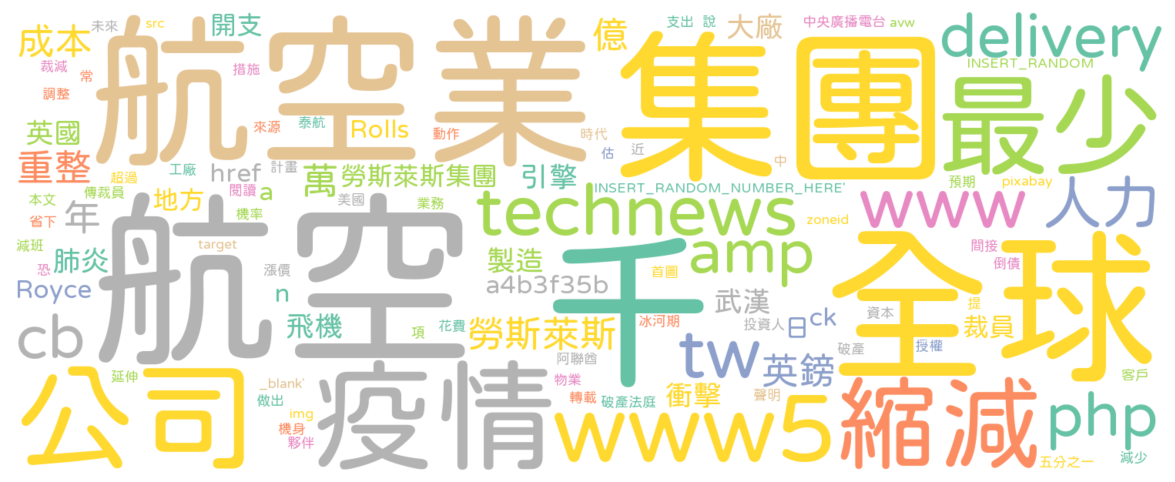 未來 src 開支 億 大廠 支出 說 中央廣播電台 avw delivery
成本 航空業 集團 最少 INSERT_RANDOM
裁減 常 措施
調整
英國 來源 泰航 Rolls 動作 時代 估 近 中
重整 超過 工廠 href 計畫 萬 勞斯萊斯集團 引擎 INSERT_RANDOM_NUMBER_HERE' 預期 pixabay
本文 傳裁員 地方 閱讀 a 美國 業務 technews www 人力
省下 年 機率 zoneid
減班 航空 target 千 amp 全球 間接
恐 肺炎 漲價 製造 首圖 倒債
Royce n a4b3f35b 武漢 提
cb 飛機 項 花費 勞斯萊斯 冰河期 投資人 日 ck 資本 裁員
阿聯酋 tw 英鎊 破產 授權
公司 延伸 _blank' 疫情 物業 衝擊 聲明 縮減 客戶
做出 轉載 破產法庭 php
img www5
機身
夥伴 五分之一 減少